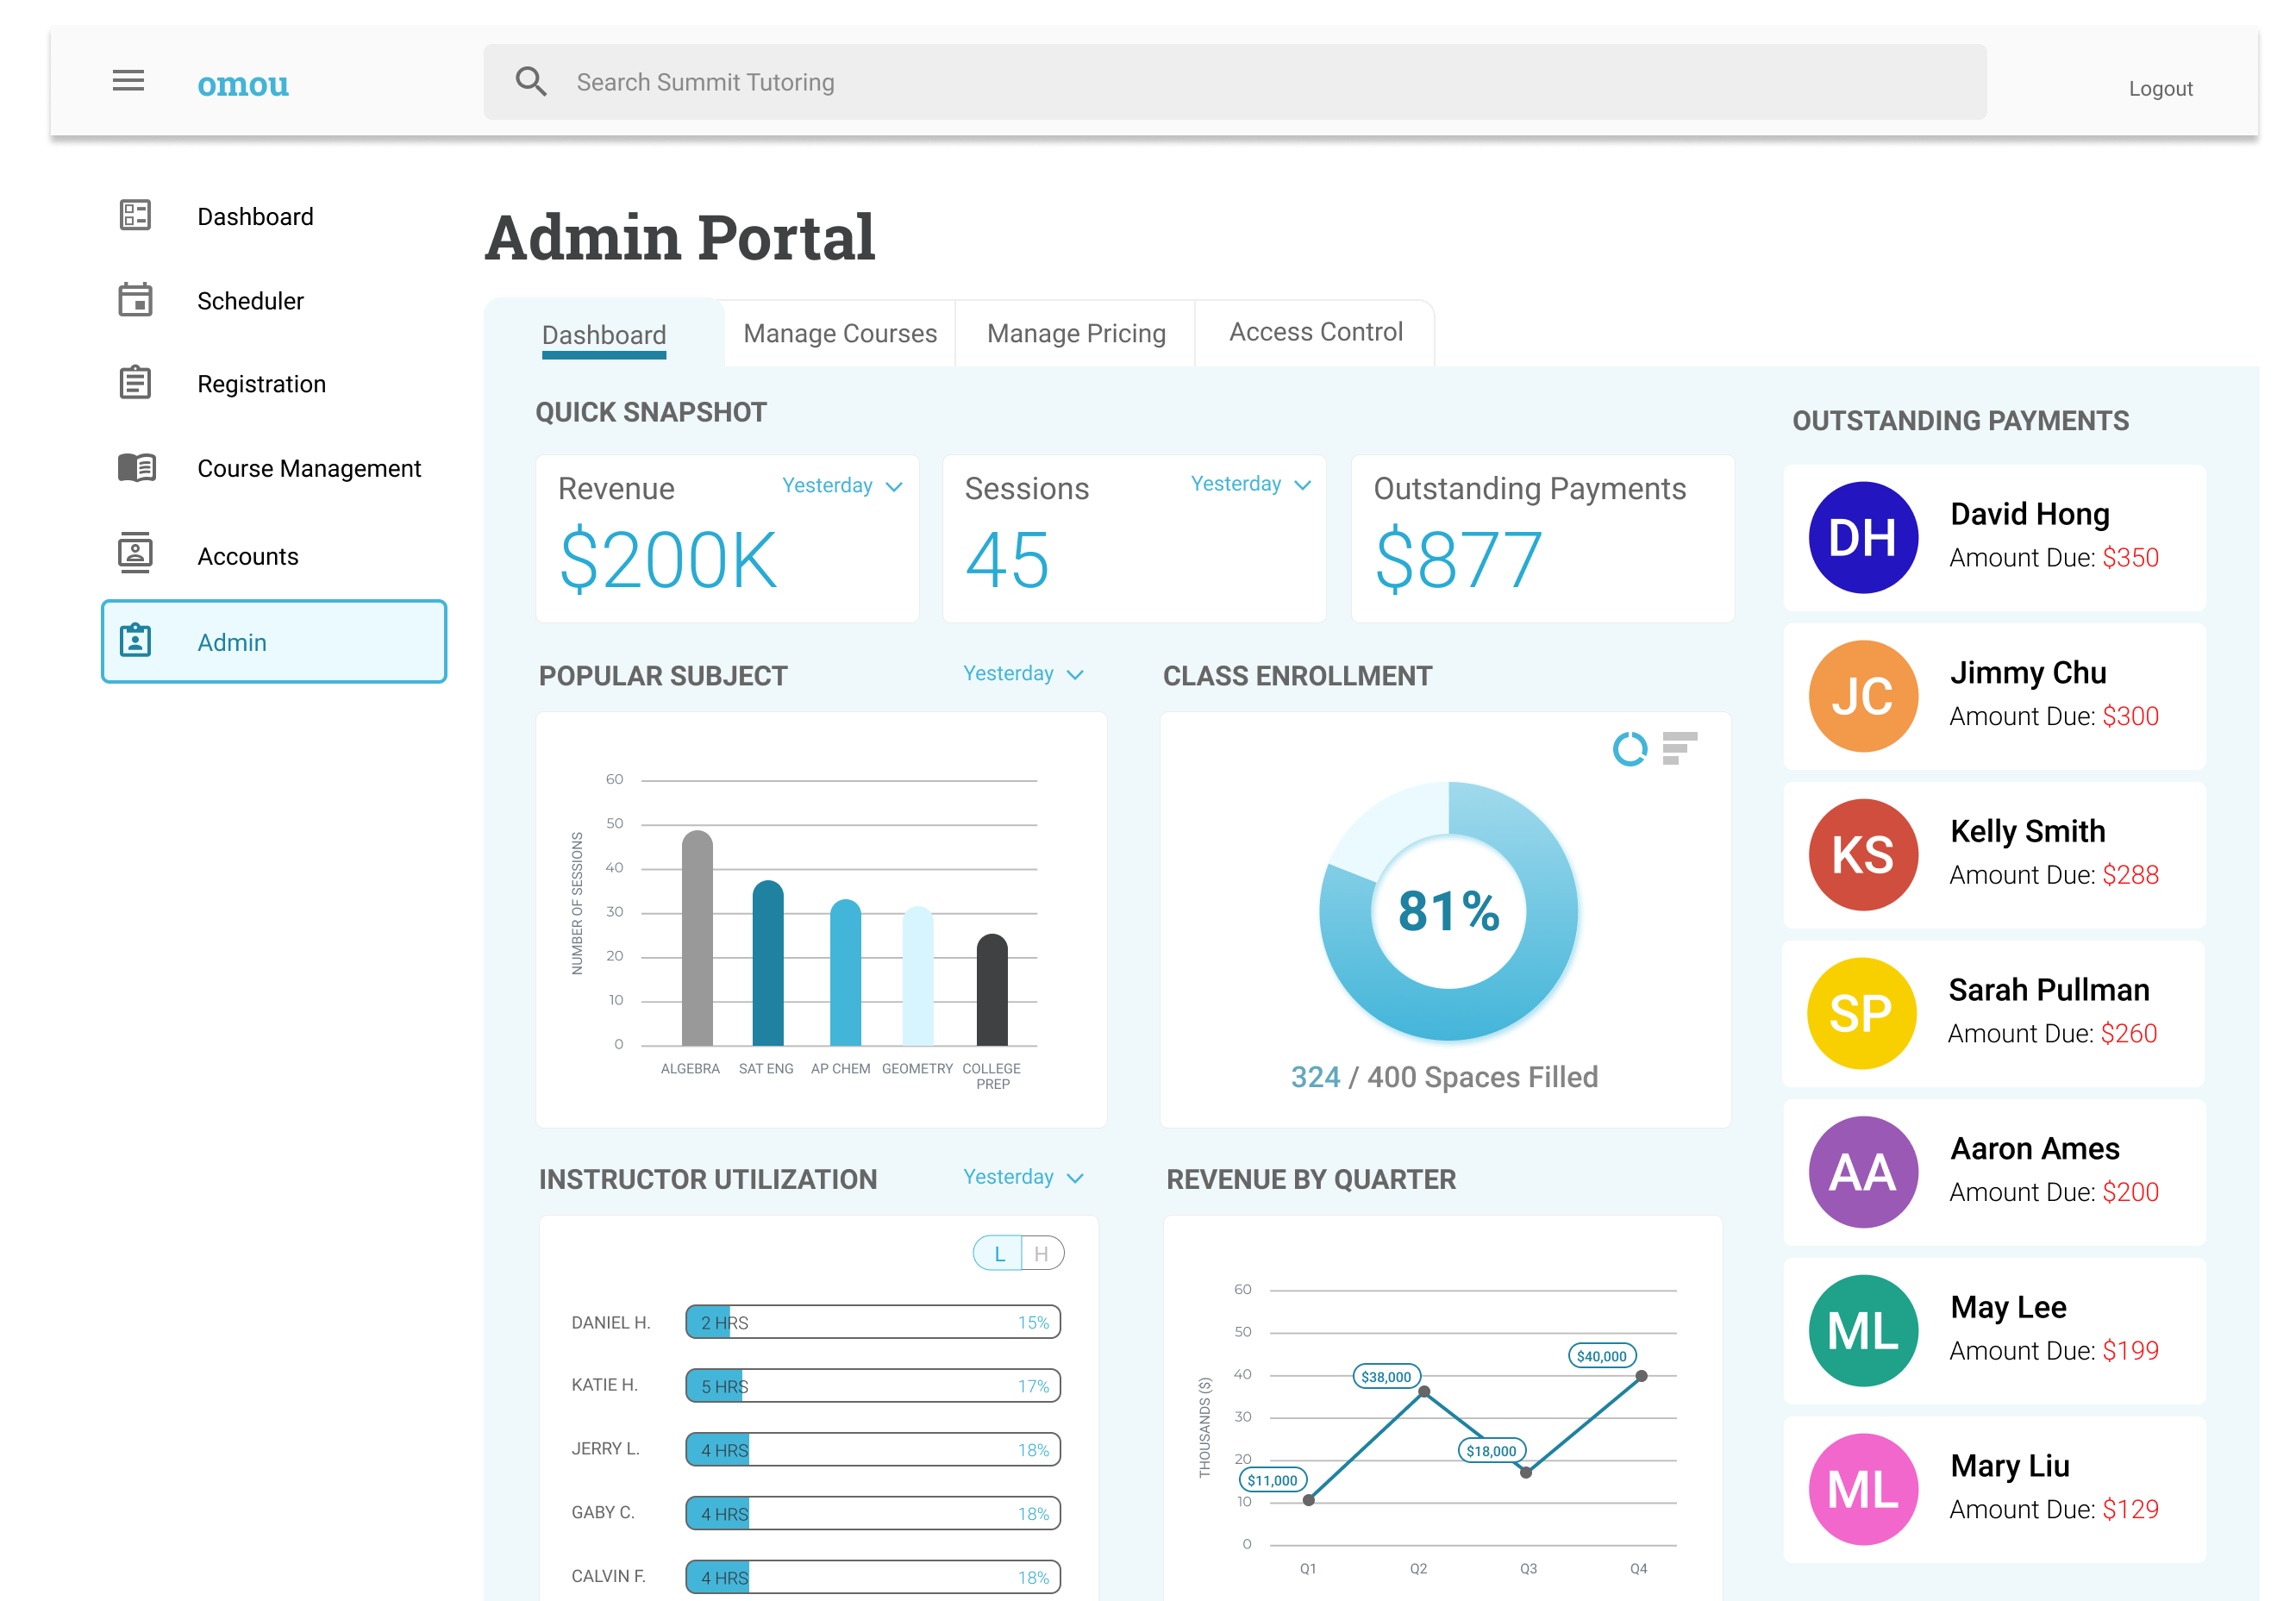 omou
Search Summit Tutoring
Logout
Dashboard
Scheduler
Registration
Course Management
Accounts
Admin
Admin Portal
Dashboard
Manage Courses
Manage Pricing
Access Control
QUICK SNAPSHOT
Revenue
Yesterday
$200K
Sessions
Yesterday
45
Outstanding Payments
$877
POPULAR SUBJECT
Yesterday
NUMBER OF SESSIONS
60
50
40
30
20
10
0
ALGEBRA
SAT ENG
AP CHEM
GEOMETRY
COLLEGE
PREP
CLASS ENROLLMENT
81%
324 / 400 Spaces Filled
INSTRUCTOR UTILIZATION
Yesterday
L H
DANIEL H. 2 HRS 15%
KATIE H. 5 HRS 17%
JERRY L. 4 HRS 18%
GABY C. 4 HRS 18%
CALVIN F. 4 HRS 18%
REVENUE BY QUARTER
THOUSANDS ($)
60
50
40
30
20
10
0
$11,000
$38,000
$18,000
$40,000
Q1
Q2
Q3
Q4
OUTSTANDING PAYMENTS
DH
David Hong
Amount Due: $350
JC
Jimmy Chu
Amount Due: $300
KS
Kelly Smith
Amount Due: $288
SP
Sarah Pullman
Amount Due: $260
AA
Aaron Ames
Amount Due: $200
ML
May Lee
Amount Due: $199
ML
Mary Liu
Amount Due: $129